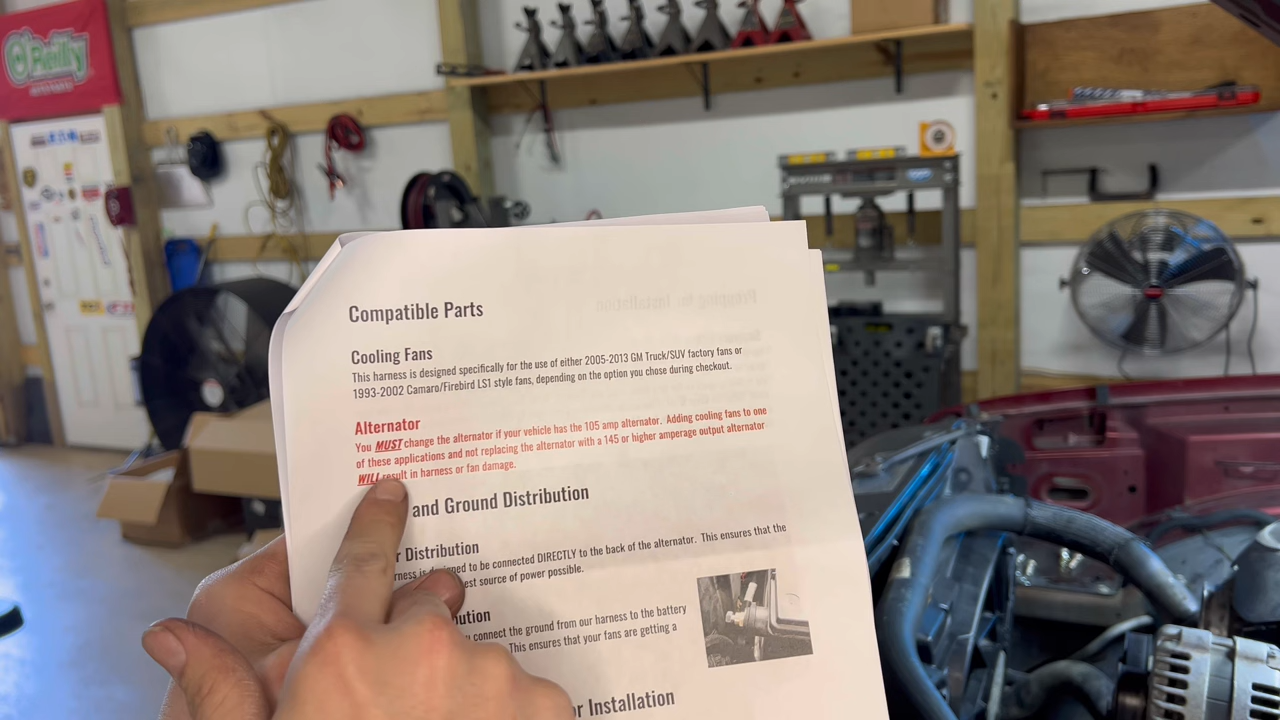 O'Reilly
AUTO PARTS
Compatible Parts
Cooling Fans
This harness is designed specifically for the use of either 2005-2013 GM Truck/SUV factory fans or
1993-2002 Camaro/Firebird LS1 style fans, depending on the option you chose during checkout.
Alternator
You MUST change the alternator if your vehicle has the 105 amp alternator. Adding cooling fans to one
of these applications and not replacing the alternator with a 145 or higher amperage output alternator
WILL result in harness or fan damage.
and Ground Distribution
Distribution
designed to be connected DIRECTLY to the back of the alternator. This ensures that the
source of power possible.
connect the ground from our harness to the battery
This ensures that your fans are getting a
Installation